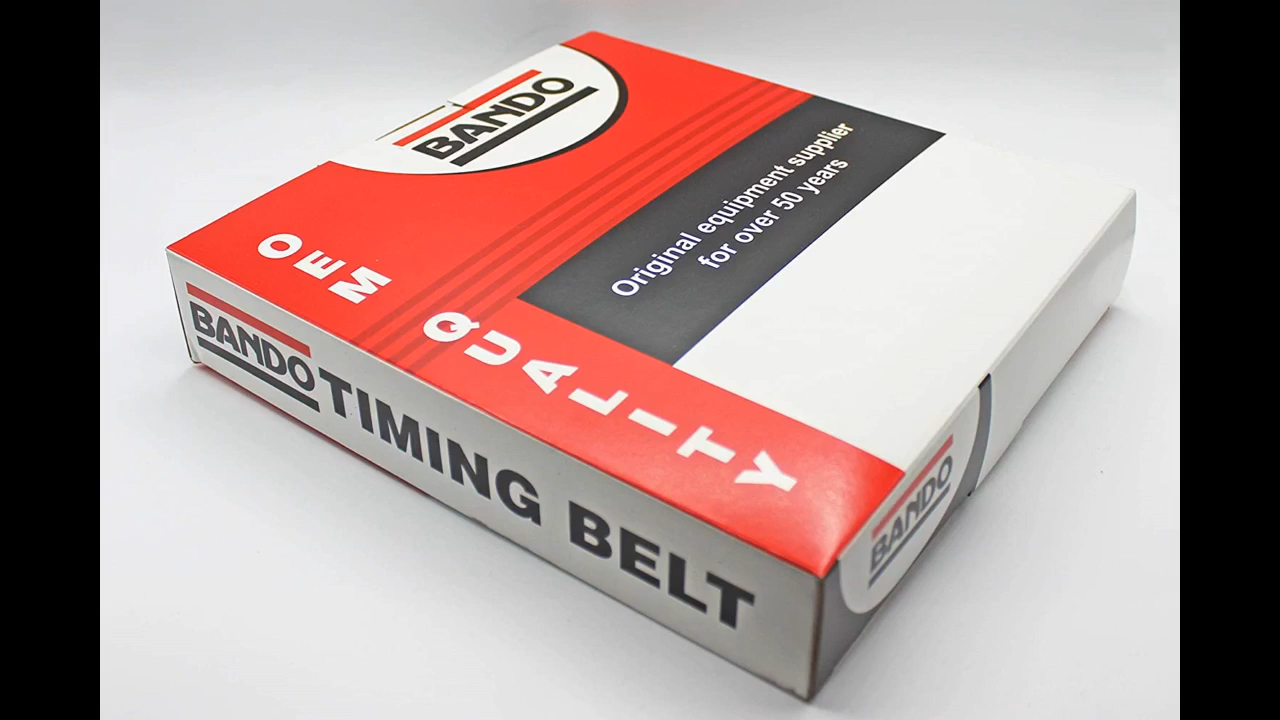 BANDO
Original equipment supplier
for over 50 years
OEM
QUALITY
BANDO TIMING BELT
BANDO